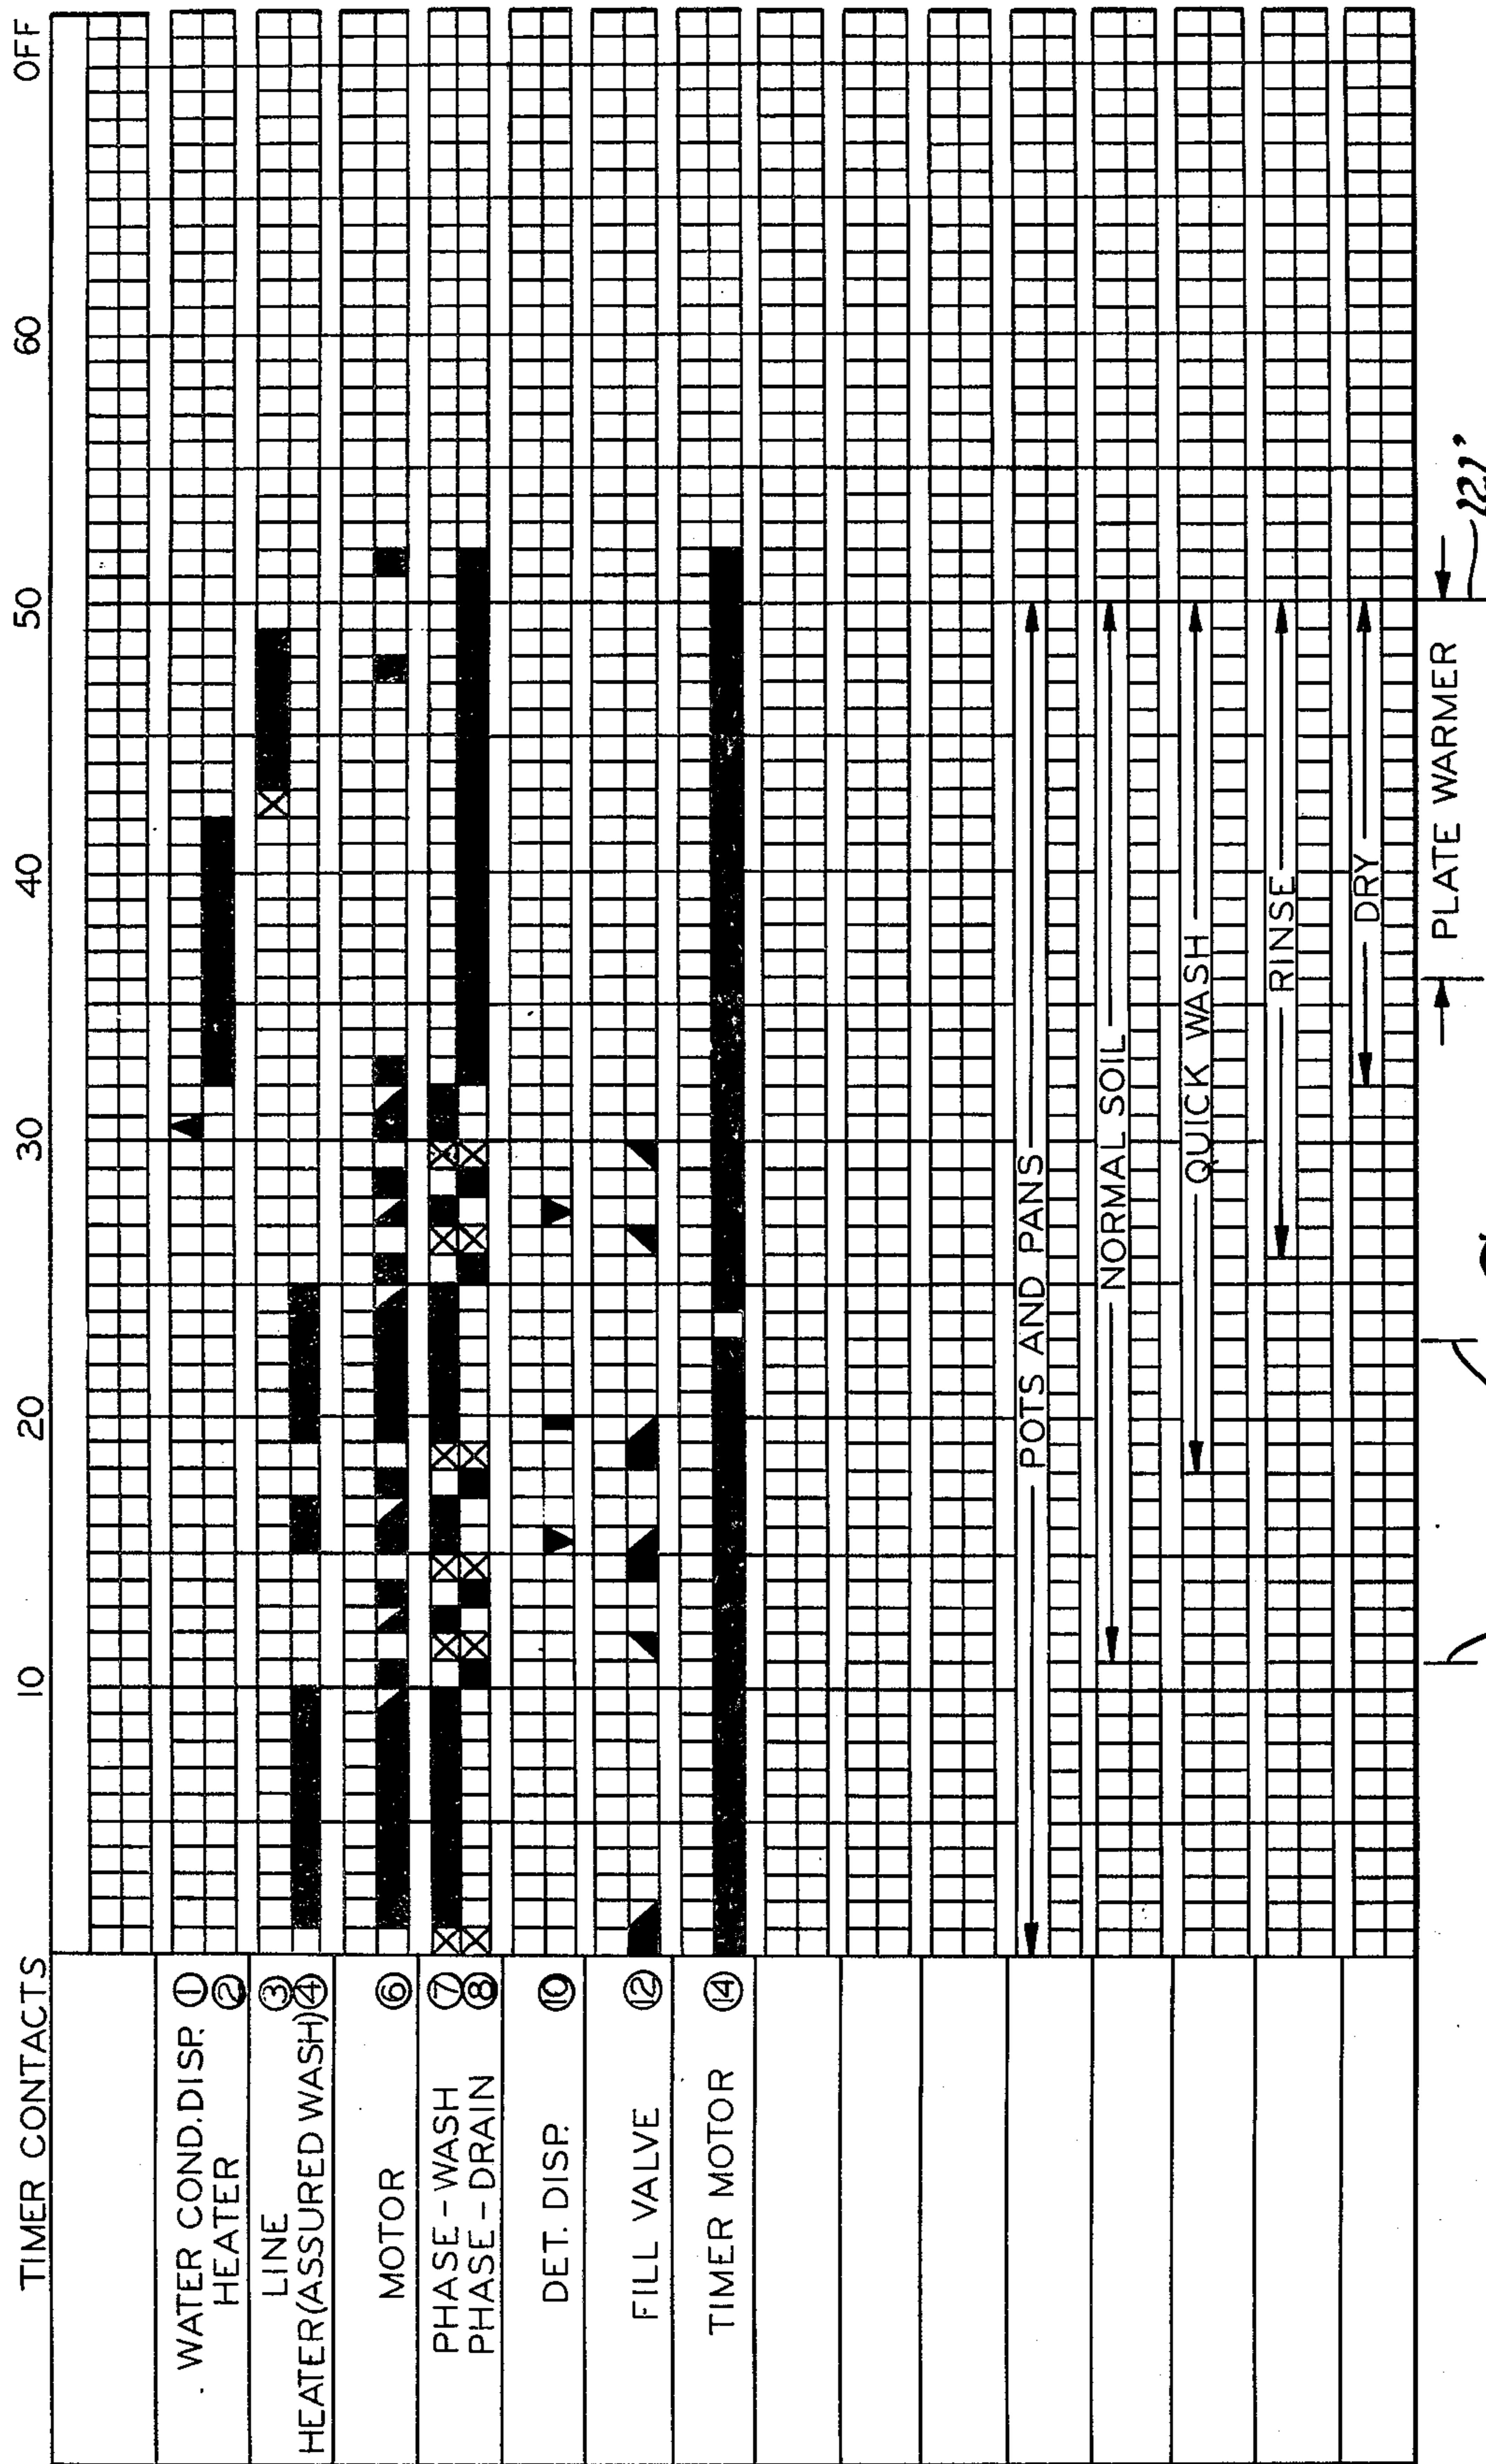 TIMER CONTACTS
10
20
30
40
50
60
OFF
WATER COND. DISP. ①
HEATER ②
LINE ③
HEATER (ASSURED WASH) ④
MOTOR ⑥
PHASE - WASH ⑦
PHASE - DRAIN ⑧
DET. DISP. ⑩
FILL VALVE ⑫
TIMER MOTOR ⑭
POTS AND PANS
NORMAL SOIL
QUICK WASH
RINSE
DRY
PLATE WARMER
121'